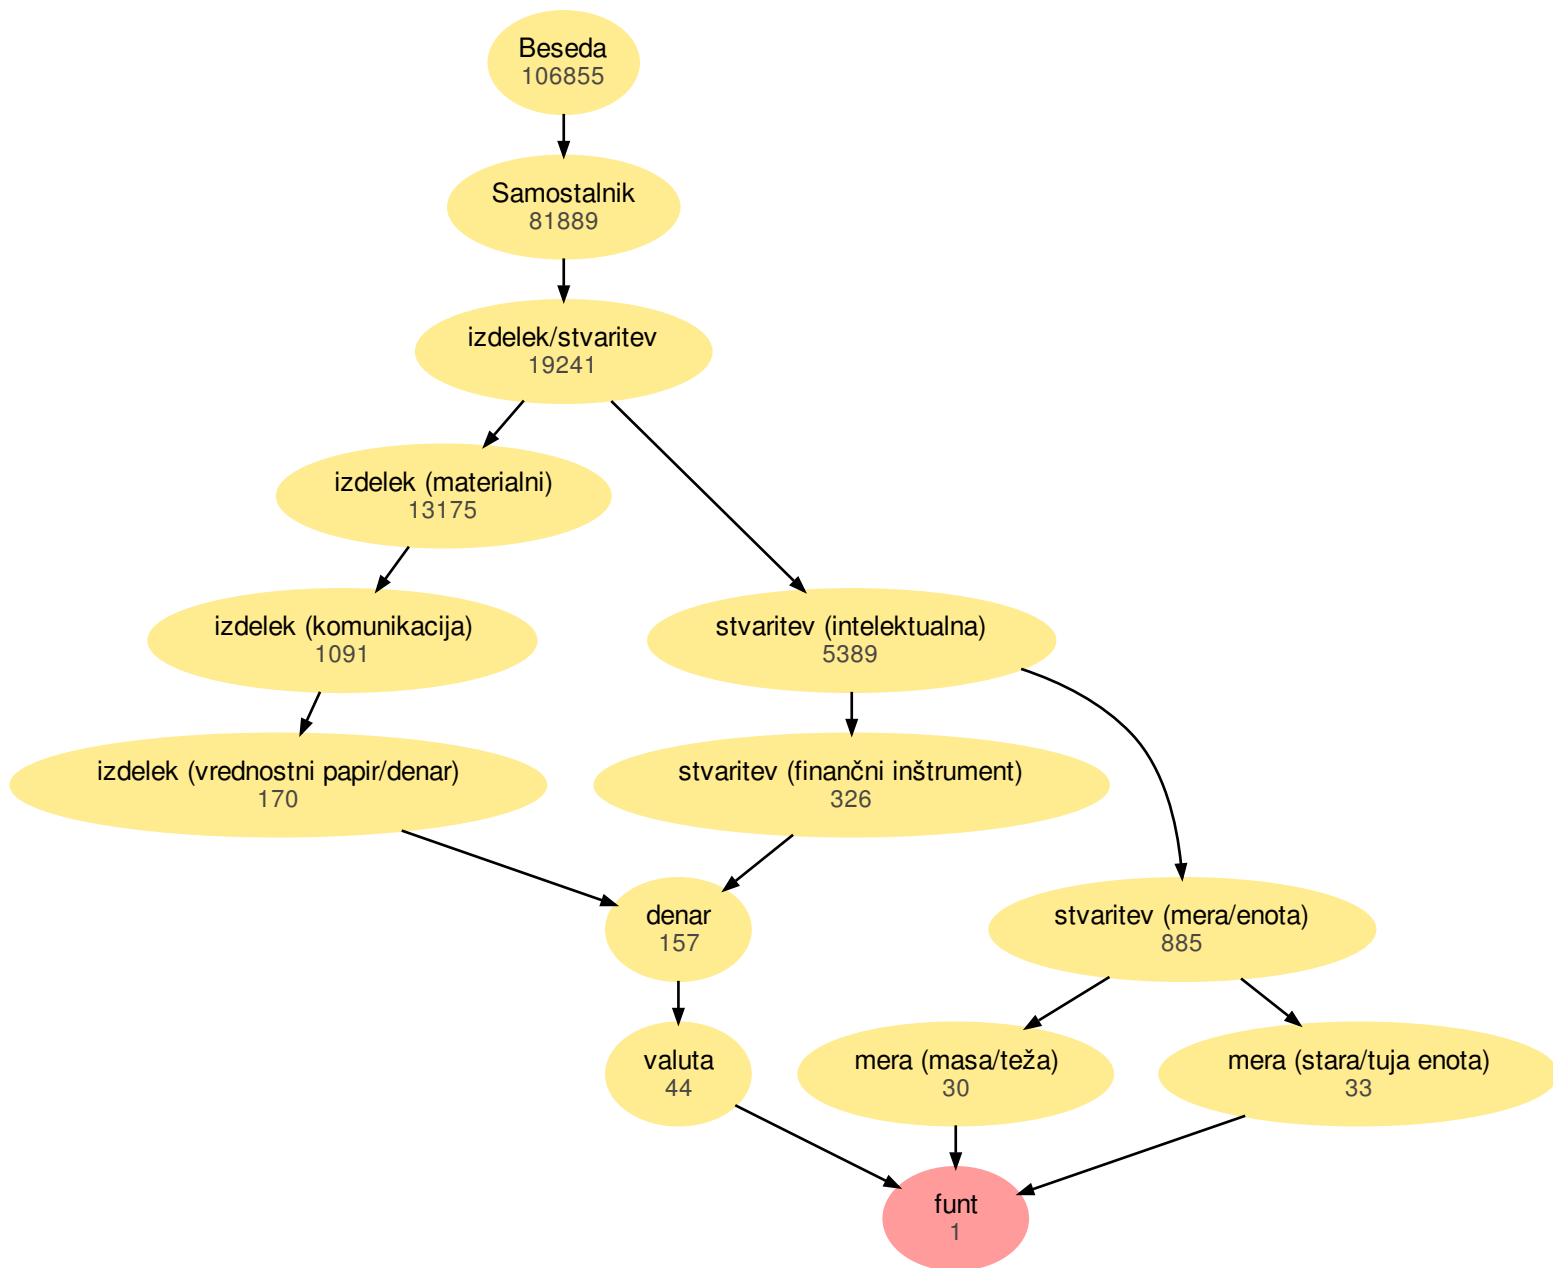 Beseda
106855
Samostalnik
81889
izdelek/stvaritev
19241
izdelek (materialni)
13175
izdelek (komunikacija)
1091
stvaritev (intelektualna)
5389
izdelek (vrednostni papir/denar)
170
stvaritev (finančni inštrument)
326
denar
157
stvaritev (mera/enota)
885
valuta
44
mera (masa/teža)
30
mera (stara/tuja enota)
33
funt
1